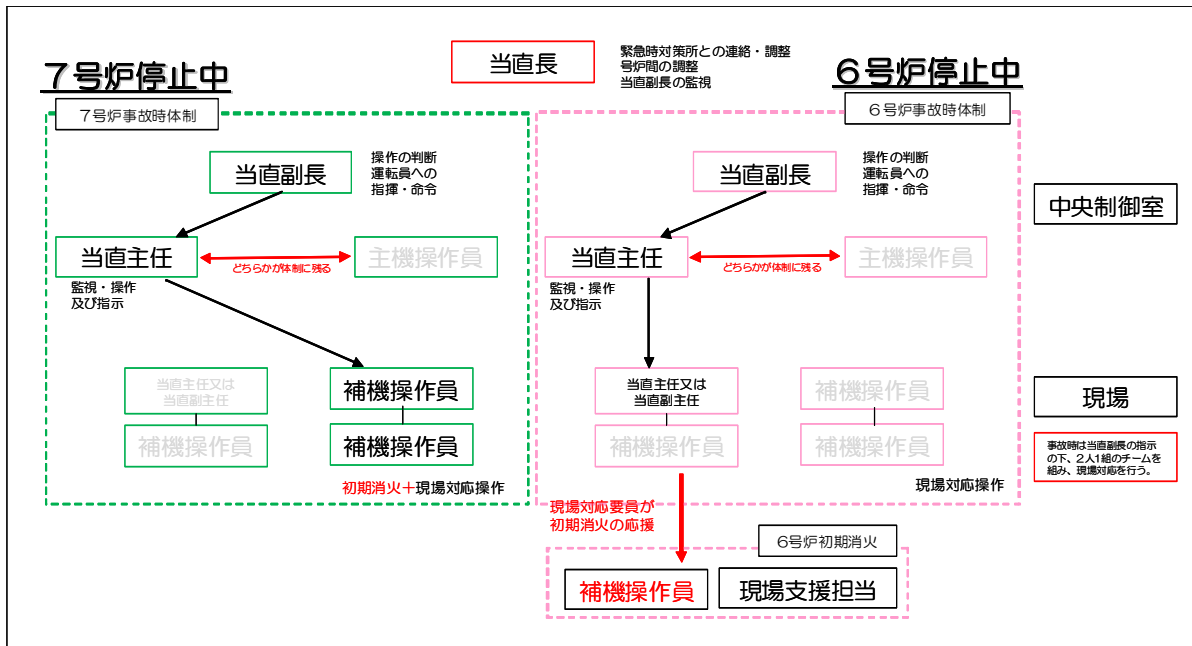 当直長
緊急時対策所との連絡・調整
号炉間の調整
当直副長の監視
７号炉停止中
６号炉停止中
７号炉事故時体制
当直副長
操作の判断
運転員への
指揮・命令
当直主任
どちらかが体制に残る
主機操作員
監視・操作
及び指示
当直主任又は
当直副主任
補機操作員
補機操作員
補機操作員
初期消火＋現場対応操作
６号炉事故時体制
当直副長
操作の判断
運転員への
指揮・命令
当直主任
どちらかが体制に残る
主機操作員
監視・操作
及び指示
当直主任又は
当直副主任
補機操作員
補機操作員
補機操作員
現場対応操作
現場対応要員が
初期消火の応援
６号炉初期消火
補機操作員
現場支援担当
中央制御室
現場
事故時は当直副長の指示
の下、２人1組のチームを
組み、現場対応を行う。